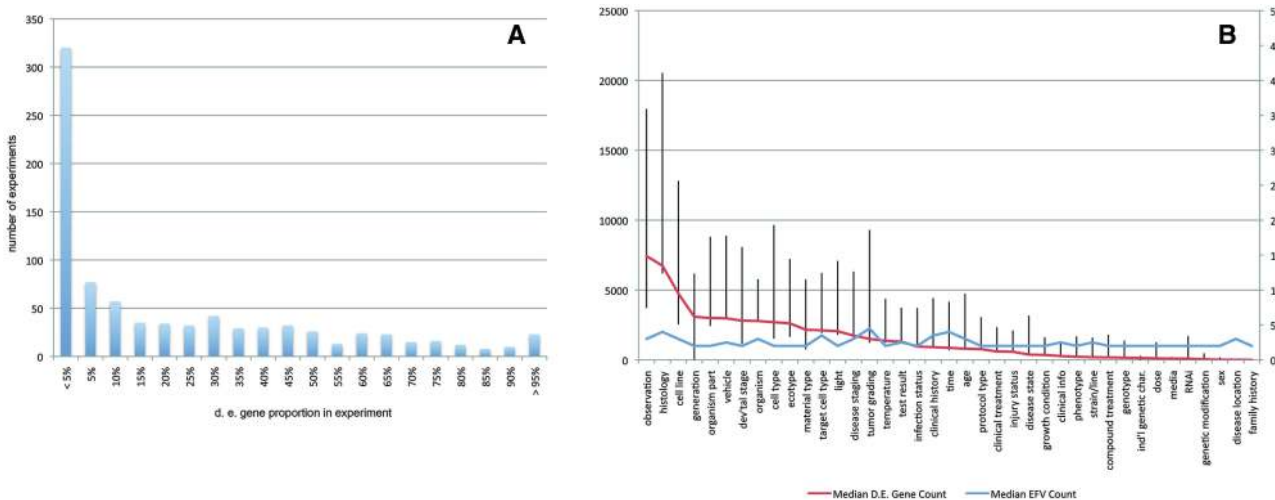 A
350
300
250
200
150
100
50
0
number of experiments
< 5%
5%
10%
15%
20%
25%
30%
35%
40%
45%
50%
55%
60%
65%
70%
75%
80%
85%
90%
> 95%
d. e. gene proportion in experiment
B
25000
20000
15000
10000
5000
0
observation
histology
cell line
generation
organism part
vehicle
dev'tal stage
organism
cell type
ecotype
material type
target cell type
light
disease staging
tumor grading
temperature
test result
infection status
clinical history
time
age
protocol type
clinical treatment
injury status
disease state
growth condition
clinical info
phenotype
strain/line
compound treatment
genotype
ind'l genetic char.
dose
media
RNAi
genetic modification
sex
disease location
family history
Median D.E. Gene Count
Median EFV Count